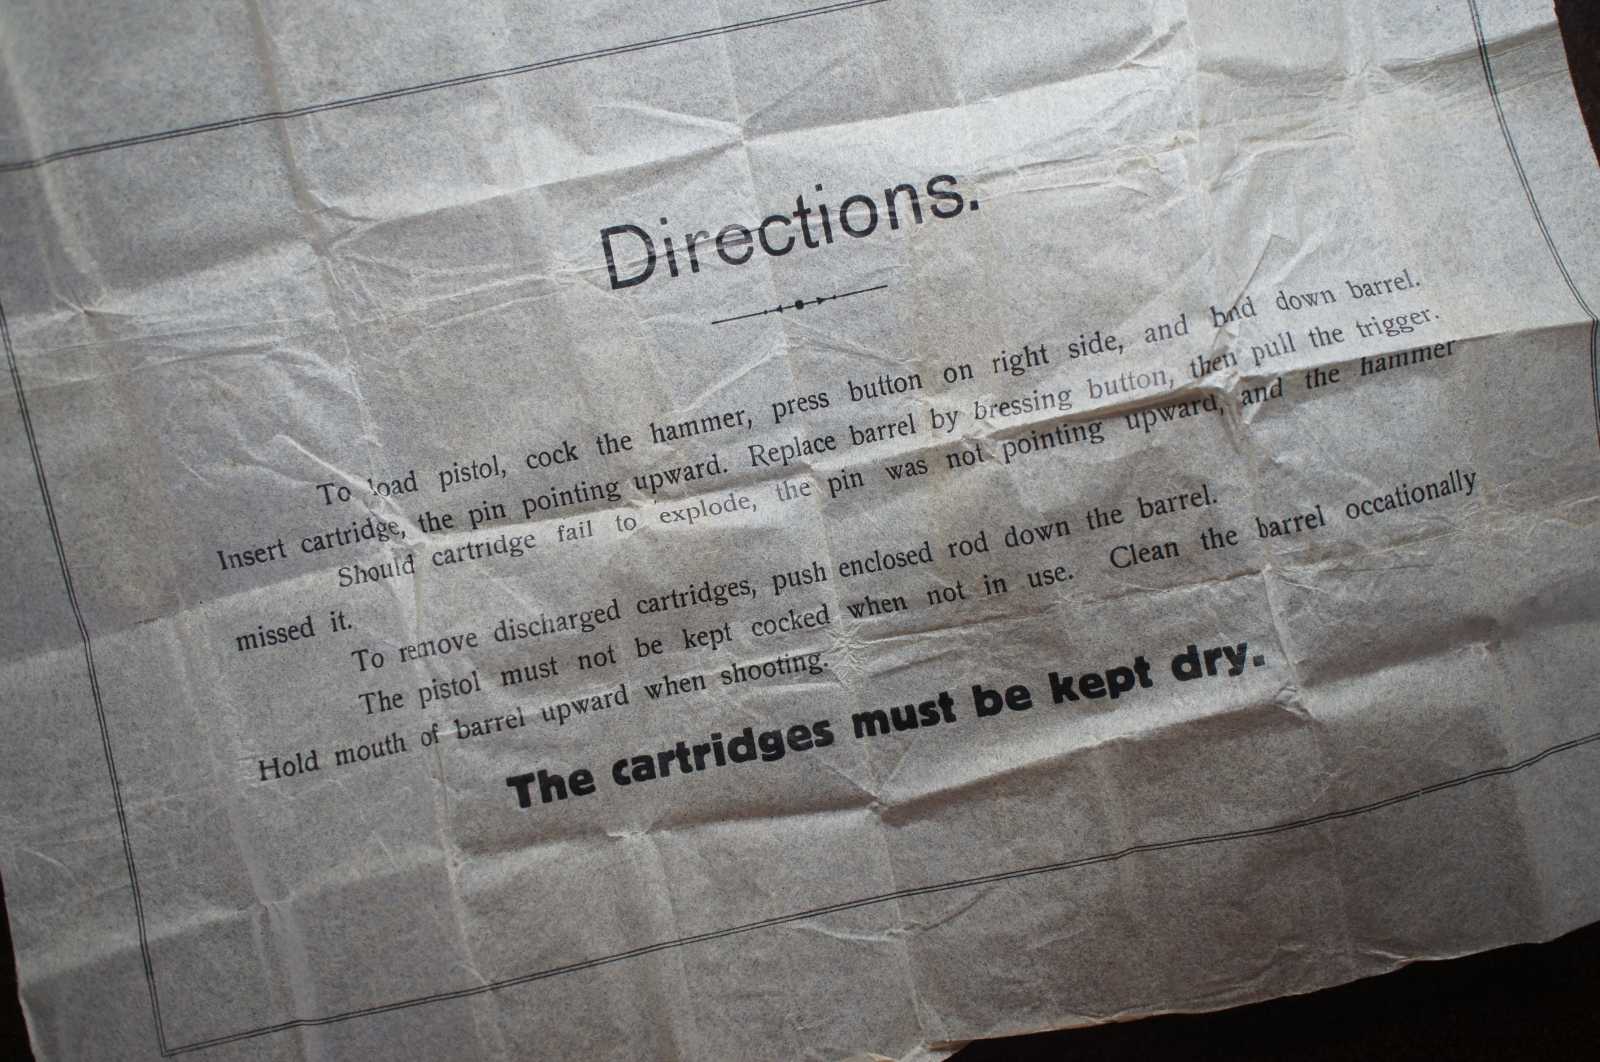 Directions.
To load pistol, cock the hammer, press button on right side, and bnd down barrel.
Insert cartridge, the pin pointing upward. Replace barrel by bressing button, then pull the trigger.
Should cartridge fail to explode, the pin was not pointing upward, and the hammer
missed it.
To remove discharged cartridges, push enclosed rod down the barrel.
The pistol must not be kept cocked when not in use. Clean the barrel occationally
Hold mouth of barrel upward when shooting.
The cartridges must be kept dry.